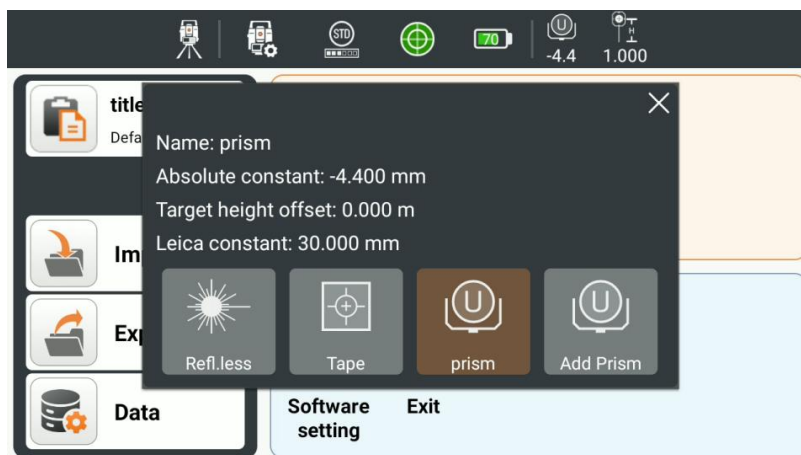 STD
70
U
-4.4
H
1.000
title
Defa
Name: prism
Absolute constant: -4.400 mm
Target height offset: 0.000 m
Leica constant: 30.000 mm
Im
Exp
U
U
Refl.less
Tape
prism
Add Prism
Data
Software setting
Exit